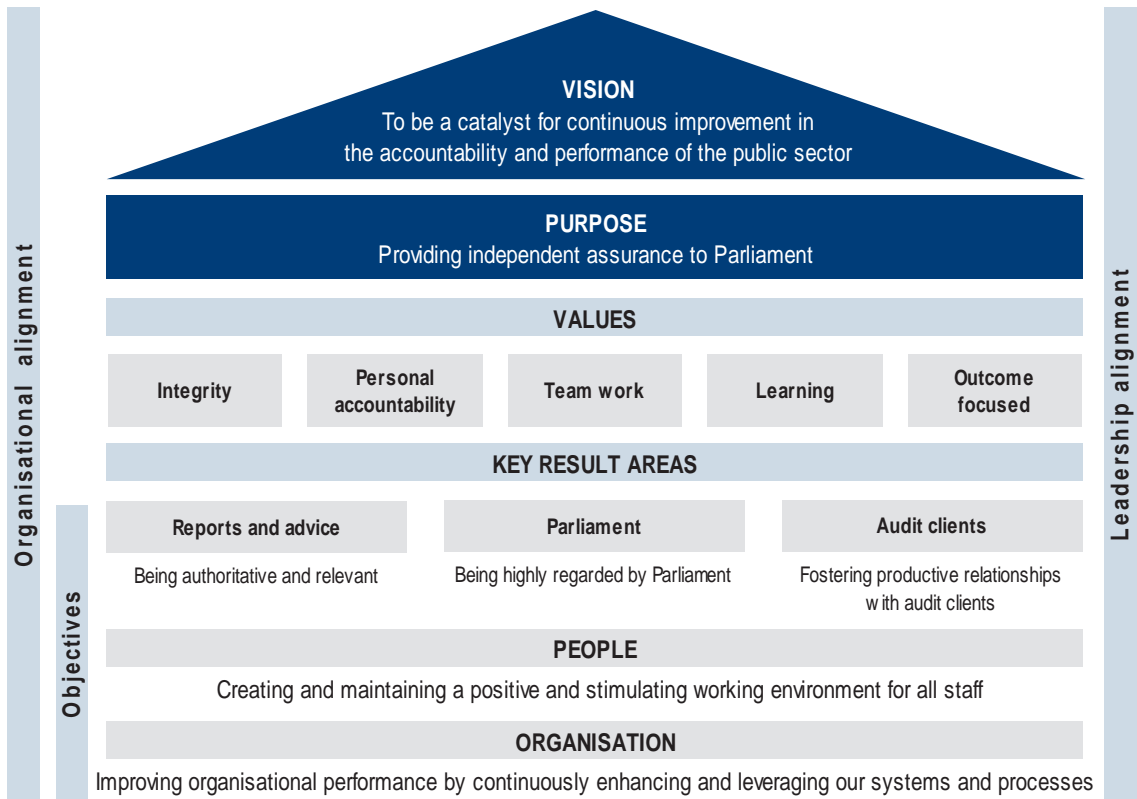 VISION
To be a catalyst for continuous improvement in
the accountability and performance of the public sector
PURPOSE
Providing independent assurance to Parliament
VALUES
Integrity
Personal
accountability
Team work
Learning
Outcome
focused
KEY RESULT AREAS
Reports and advice
Being authoritative and relevant
Parliament
Being highly regarded by Parliament
Audit clients
Fostering productive relationships
with audit clients
PEOPLE
Creating and maintaining a positive and stimulating working environment for all staff
ORGANISATION
Improving organisational performance by continuously enhancing and leveraging our systems and processes
Organisational alignment
Objectives
Leadership alignment